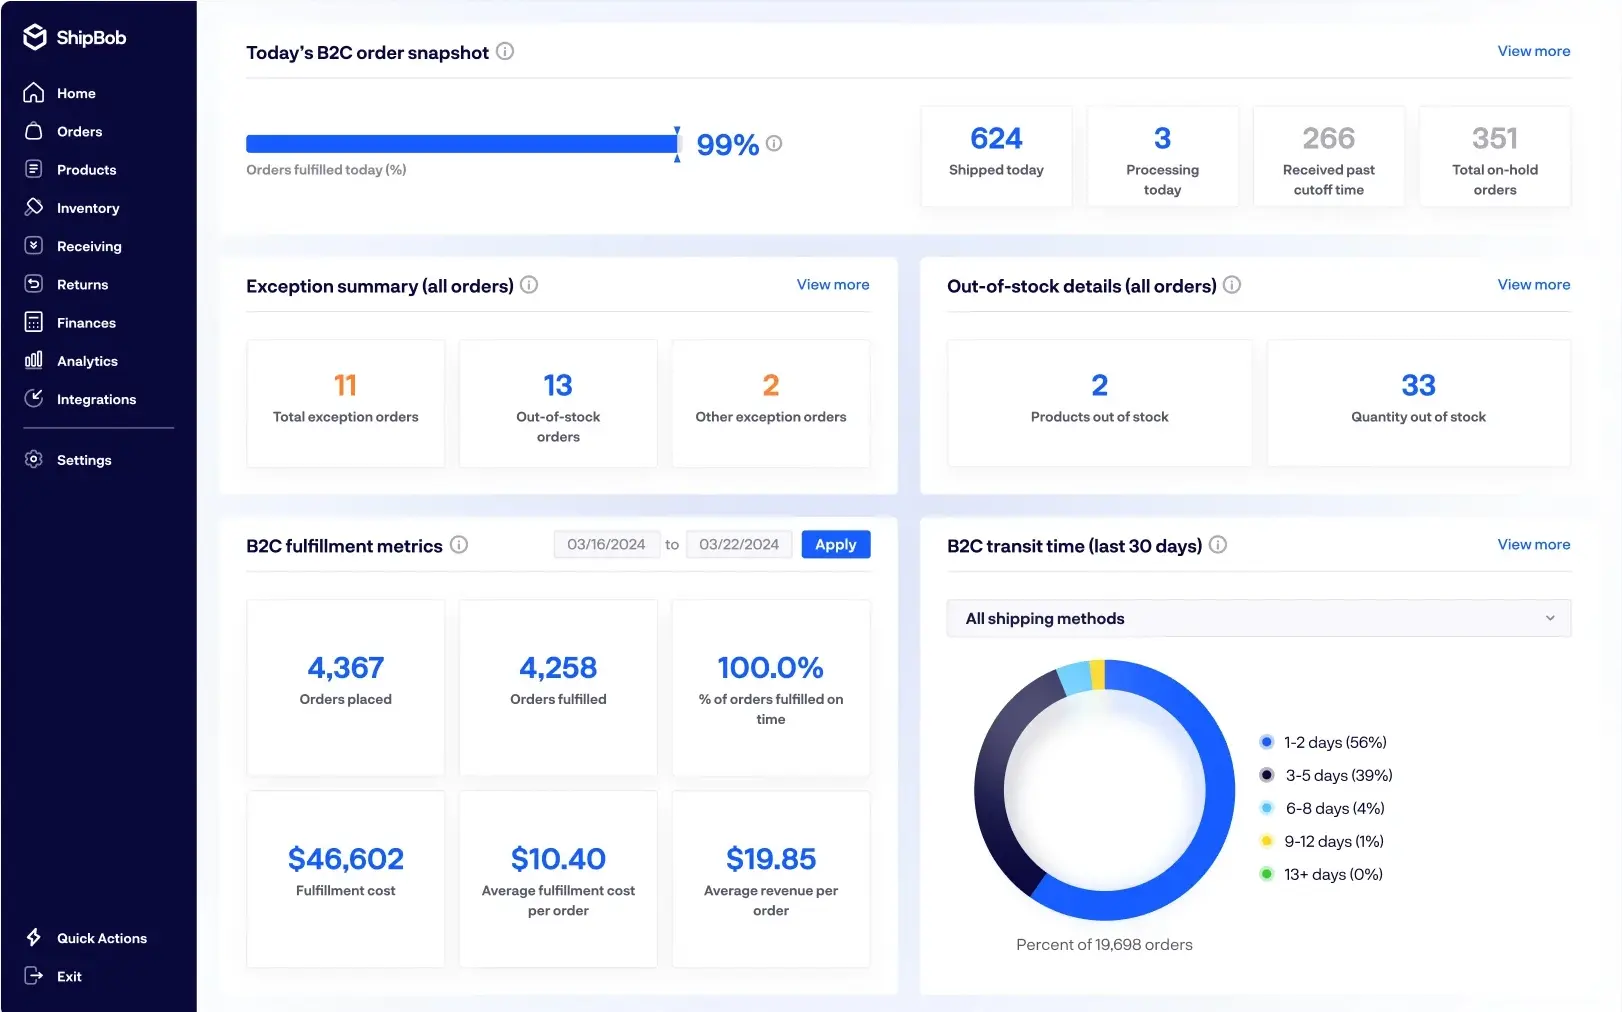 ShipBob
Home
Orders
Products
Inventory
Receiving
Returns
Finances
Analytics
Integrations
Settings
Quick Actions
Exit
Today's B2C order snapshot
View more
99%
Orders fulfilled today (%)
624
Shipped today
3
Processing
today
266
Received past
cutoff time
351
Total on-hold
orders
Exception summary (all orders)
View more
11
Total exception orders
13
Out-of-stock
orders
2
Other exception orders
Out-of-stock details (all orders)
View more
2
Products out of stock
33
Quantity out of stock
B2C fulfillment metrics
03/16/2024 to 03/22/2024 Apply
4,367
Orders placed
4,258
Orders fulfilled
100.0%
% of orders fulfilled on
time
$46,602
Fulfillment cost
$10.40
Average fulfillment cost
per order
$19.85
Average revenue per
order
B2C transit time (last 30 days)
View more
All shipping methods
1-2 days (56%)
3-5 days (39%)
6-8 days (4%)
9-12 days (1%)
13+ days (0%)
Percent of 19,698 orders